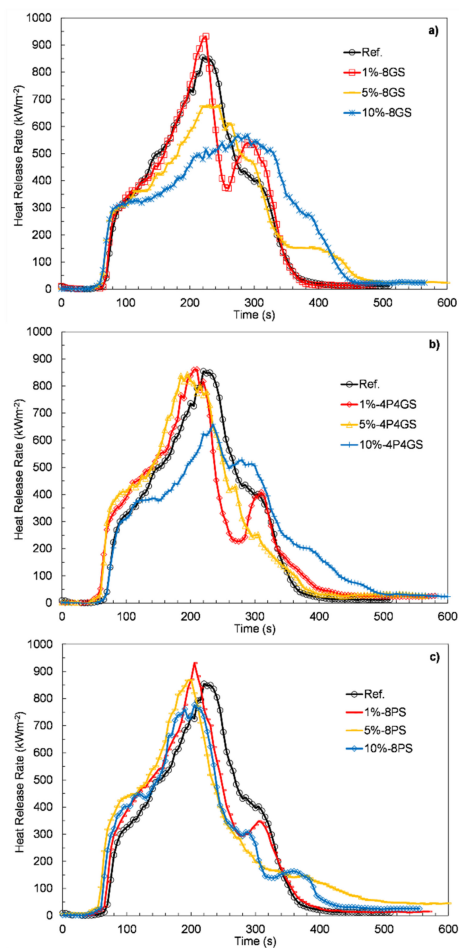 a)
1000
900
800
700
600
500
400
300
200
100
0
Heat Release Rate (kWm⁻²)
Ref.
1%-8GS
5%-8GS
10%-8GS
0 100 200 300 400 500 600
Time (s)
b)
1000
900
800
700
600
500
400
300
200
100
0
Heat Release Rate (kWm⁻²)
Ref.
1%-4P4GS
5%-4P4GS
10%-4P4GS
0 100 200 300 400 500 600
Time (s)
c)
1000
900
800
700
600
500
400
300
200
100
0
Heat Release Rate (kWm⁻²)
Ref.
1%-8PS
5%-8PS
10%-8PS
0 100 200 300 400 500 600
Time (s)